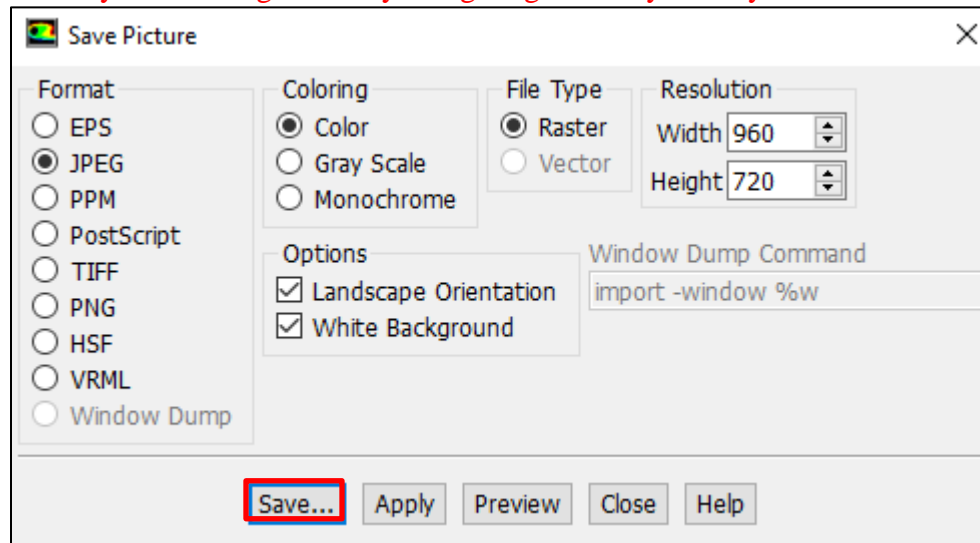 Save Picture
Format
EPS
JPEG
PPM
PostScript
TIFF
PNG
HSF
VRML
Window Dump
Coloring
Color
Gray Scale
Monochrome
File Type
Raster
Vector
Resolution
Width 960
Height 720
Options
Landscape Orientation
White Background
Window Dump Command
import -window %w
Save... Apply Preview Close Help